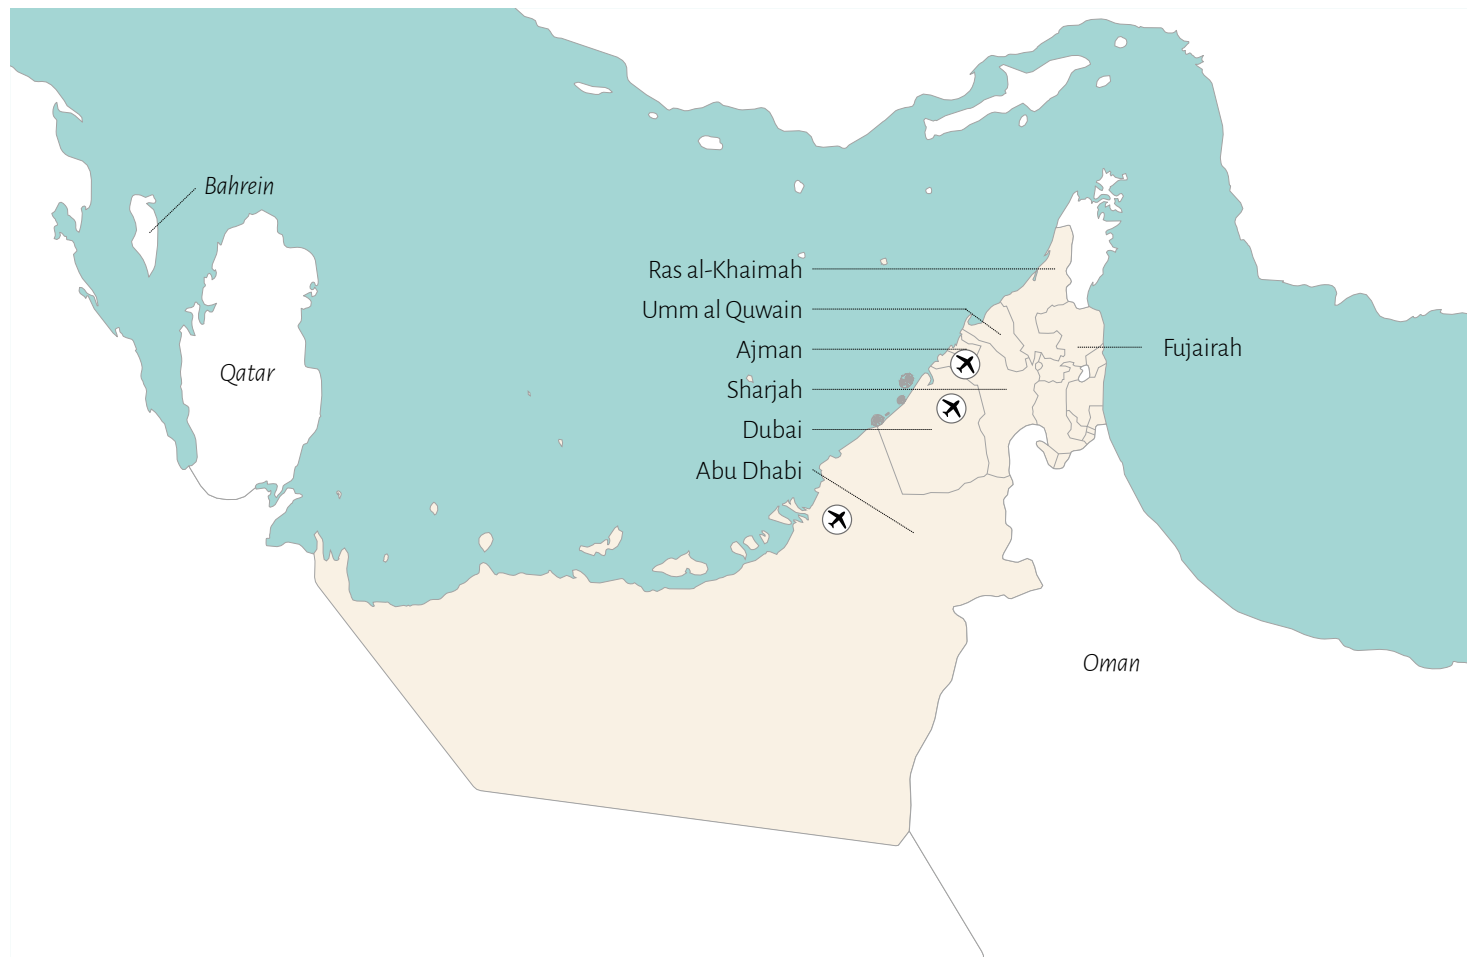 Bahrein
Ras al-Khaimah
Umm al Quwain
Ajman
Fujairah
Qatar
Sharjah
Dubai
Abu Dhabi
Oman